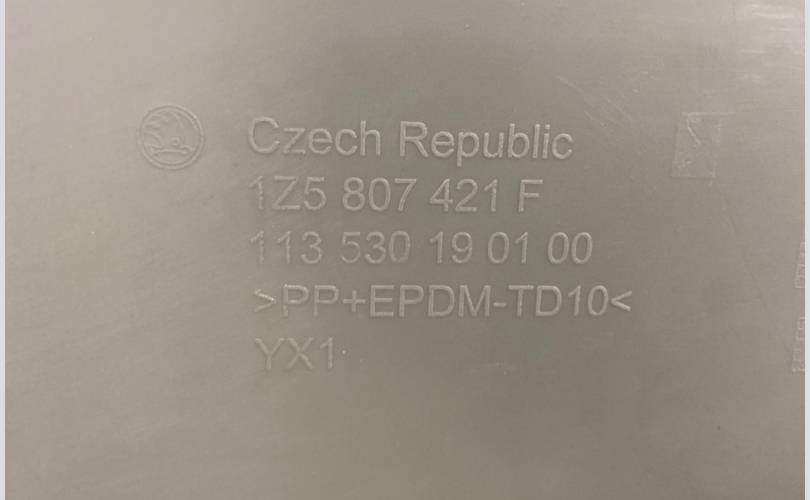 Czech Republic
1Z5 807 421 F
113 530 19 01 00
>PP+EPDM-TD10<
YX1